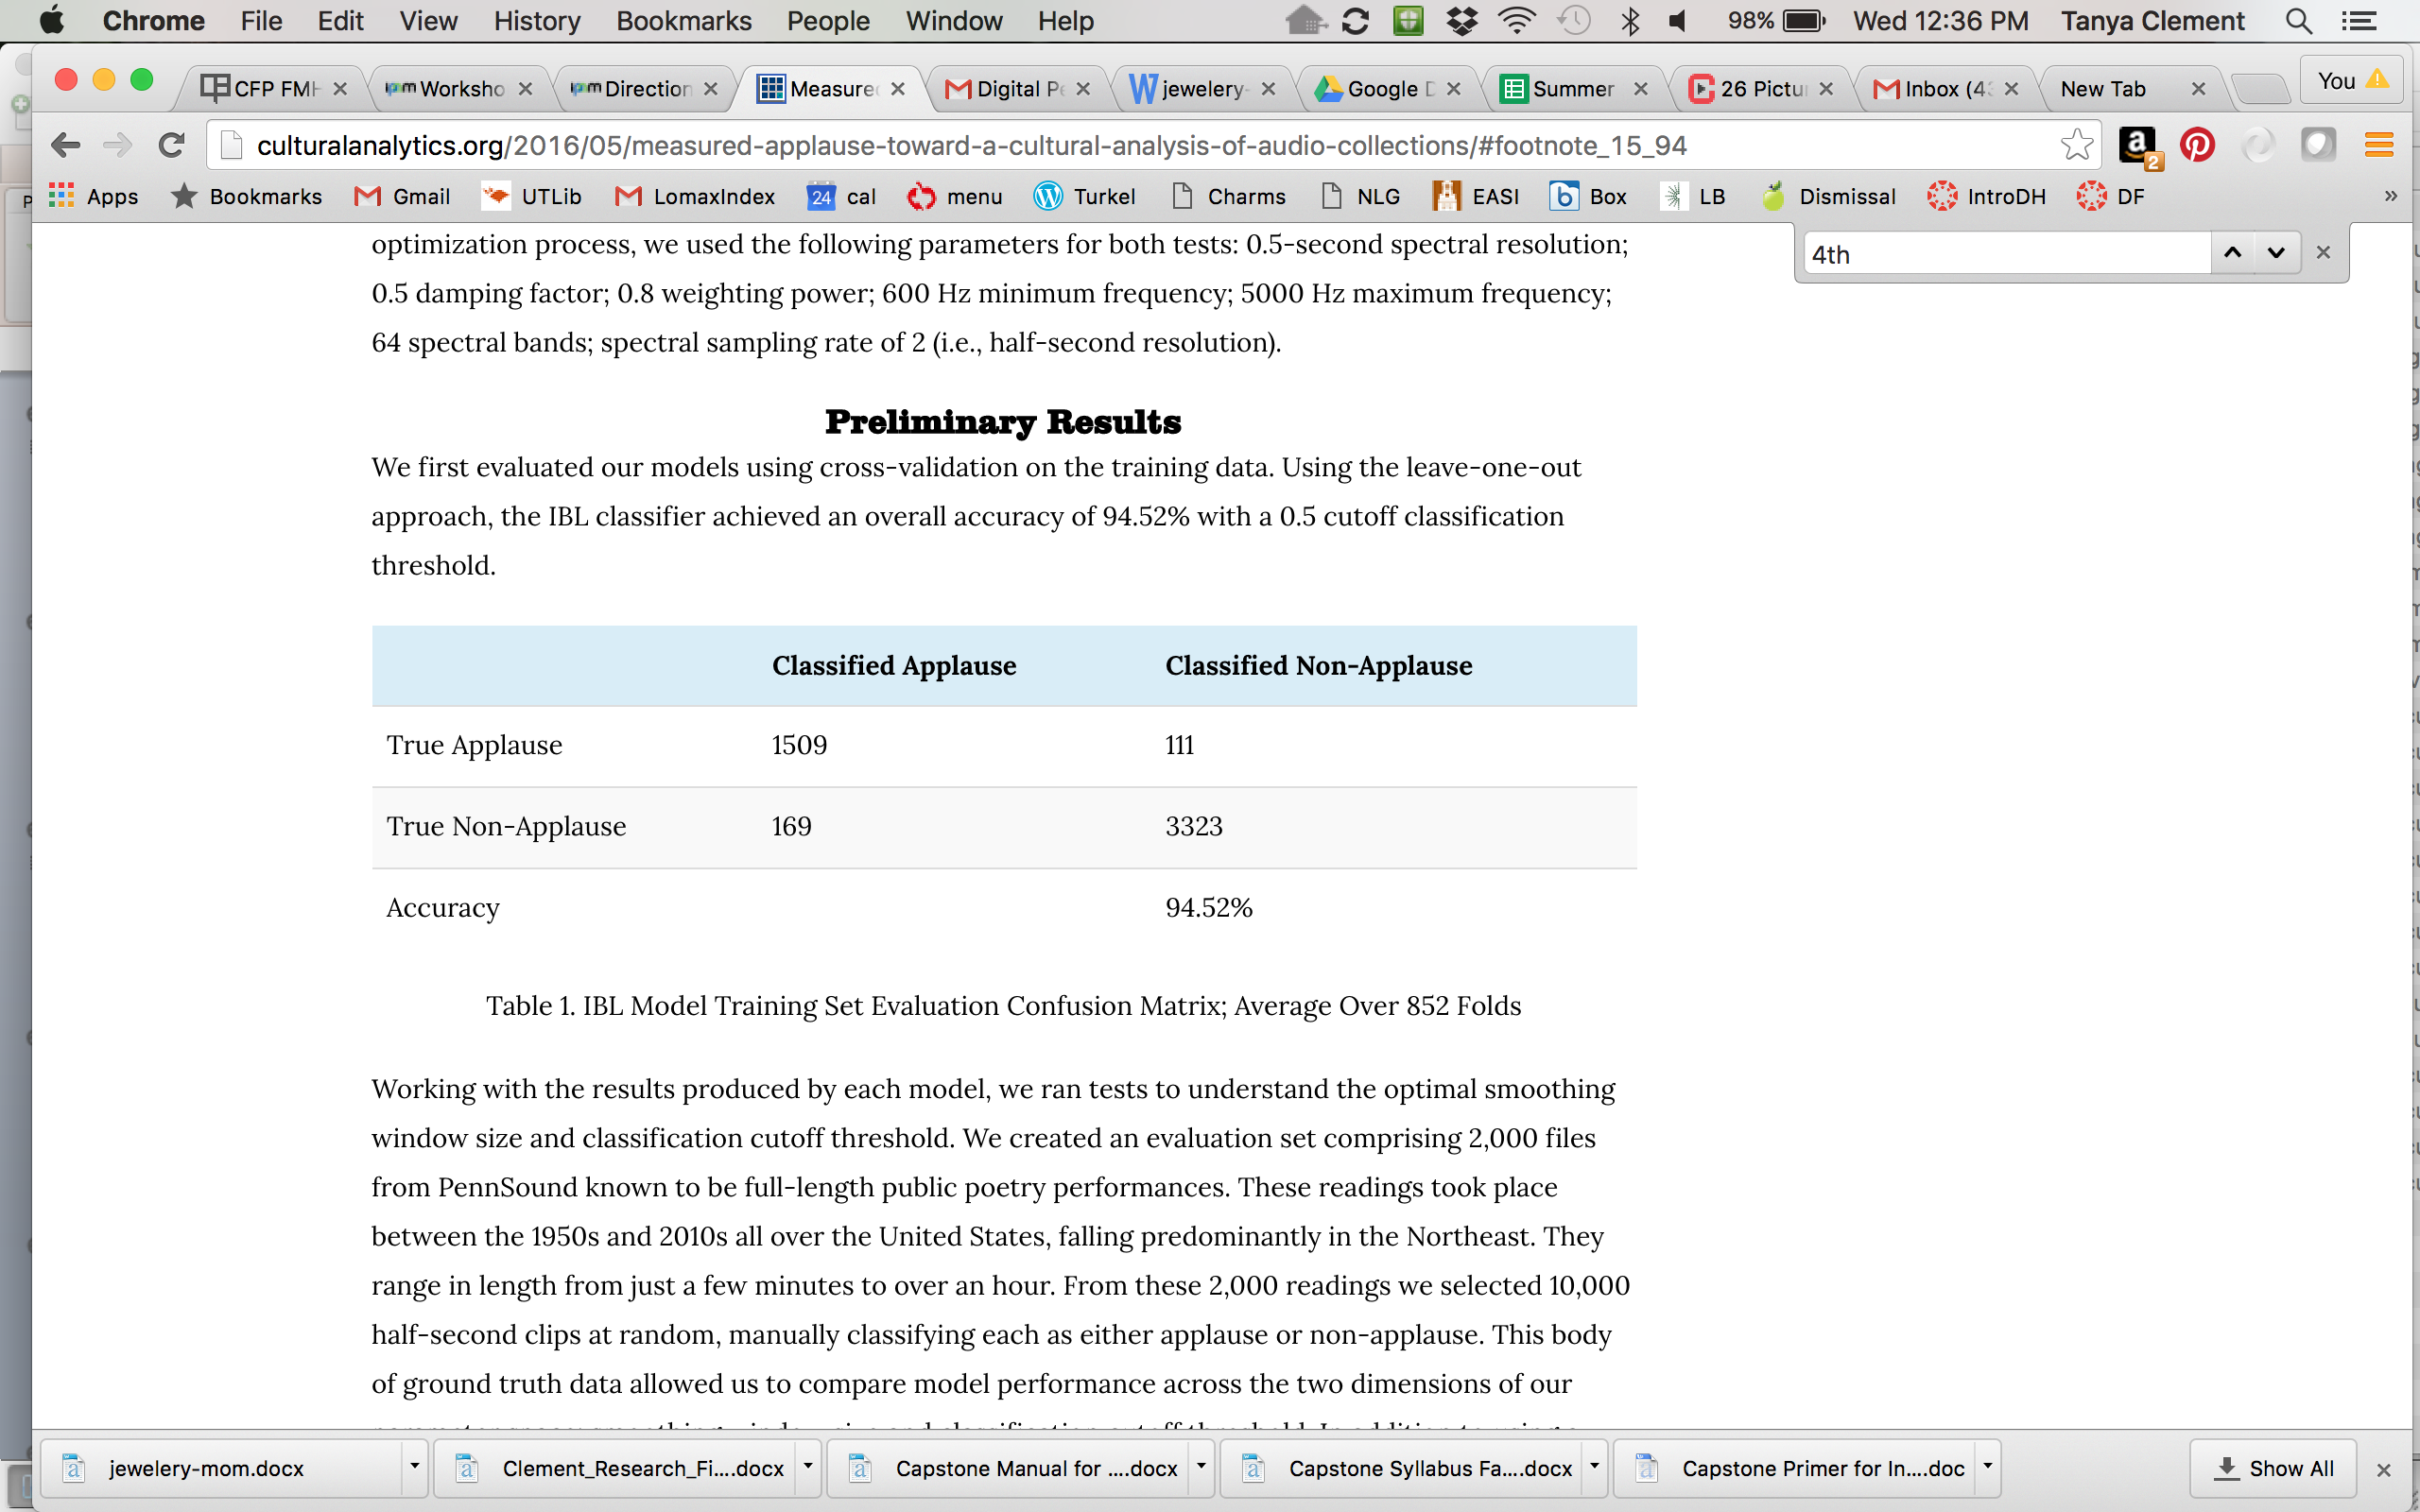 Chrome File Edit View History Bookmarks People Window Help 98% Wed 12:36 PM Tanya Clement
CFP FMH Worksho Direction Measure Digital Pe jewelery- Google D Summer 26 Pictu Inbox (43 New Tab You
culturalanalytics.org/2016/05/measured-applause-toward-a-cultural-analysis-of-audio-collections/#footnote_15_94
Apps Bookmarks Gmail UTLib LomaxIndex 24 cal menu Turkel Charms NLG EASI Box LB Dismissal IntroDH DF »
4th
optimization process, we used the following parameters for both tests: 0.5-second spectral resolution;
0.5 damping factor; 0.8 weighting power; 600 Hz minimum frequency; 5000 Hz maximum frequency;
64 spectral bands; spectral sampling rate of 2 (i.e., half-second resolution).
Preliminary Results
We first evaluated our models using cross-validation on the training data. Using the leave-one-out
approach, the IBL classifier achieved an overall accuracy of 94.52% with a 0.5 cutoff classification
threshold.
Classified Applause Classified Non-Applause
True Applause 1509 111
True Non-Applause 169 3323
Accuracy 94.52%
Table 1. IBL Model Training Set Evaluation Confusion Matrix; Average Over 852 Folds
Working with the results produced by each model, we ran tests to understand the optimal smoothing
window size and classification cutoff threshold. We created an evaluation set comprising 2,000 files
from PennSound known to be full-length public poetry performances. These readings took place
between the 1950s and 2010s all over the United States, falling predominantly in the Northeast. They
range in length from just a few minutes to over an hour. From these 2,000 readings we selected 10,000
half-second clips at random, manually classifying each as either applause or non-applause. This body
of ground truth data allowed us to compare model performance across the two dimensions of our
jewelery-mom.docx Clement_Research_Fi....docx Capstone Manual for ....docx Capstone Syllabus Fa....docx Capstone Primer for In....doc Show All